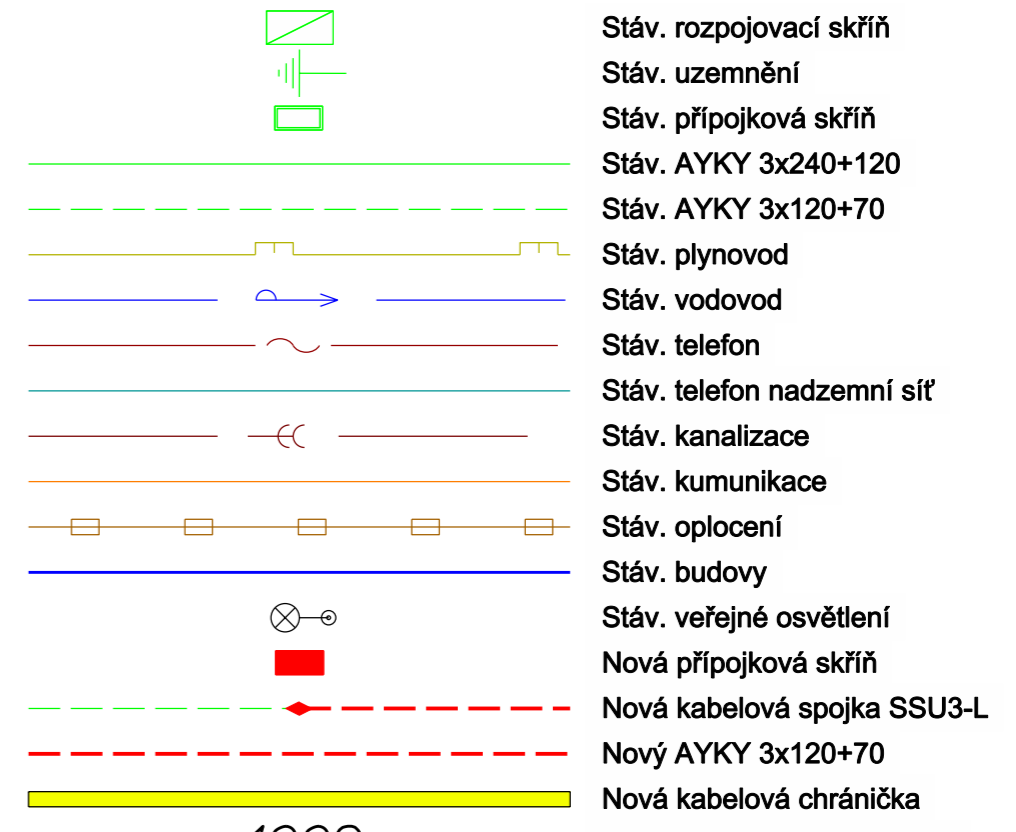 Stáv. rozpojovací skříň
Stáv. uzemnění
Stáv. přípojková skříň
Stáv. AYKY 3x240+120
Stáv. AYKY 3x120+70
Stáv. plynovod
Stáv. vodovod
Stáv. telefon
Stáv. telefon nadzemní síť
Stáv. kanalizace
Stáv. kumunikace
Stáv. oplocení
Stáv. budovy
Stáv. veřejné osvětlení
Nová přípojková skříň
Nová kabelová spojka SSU3-L
Nový AYKY 3x120+70
Nová kabelová chránička